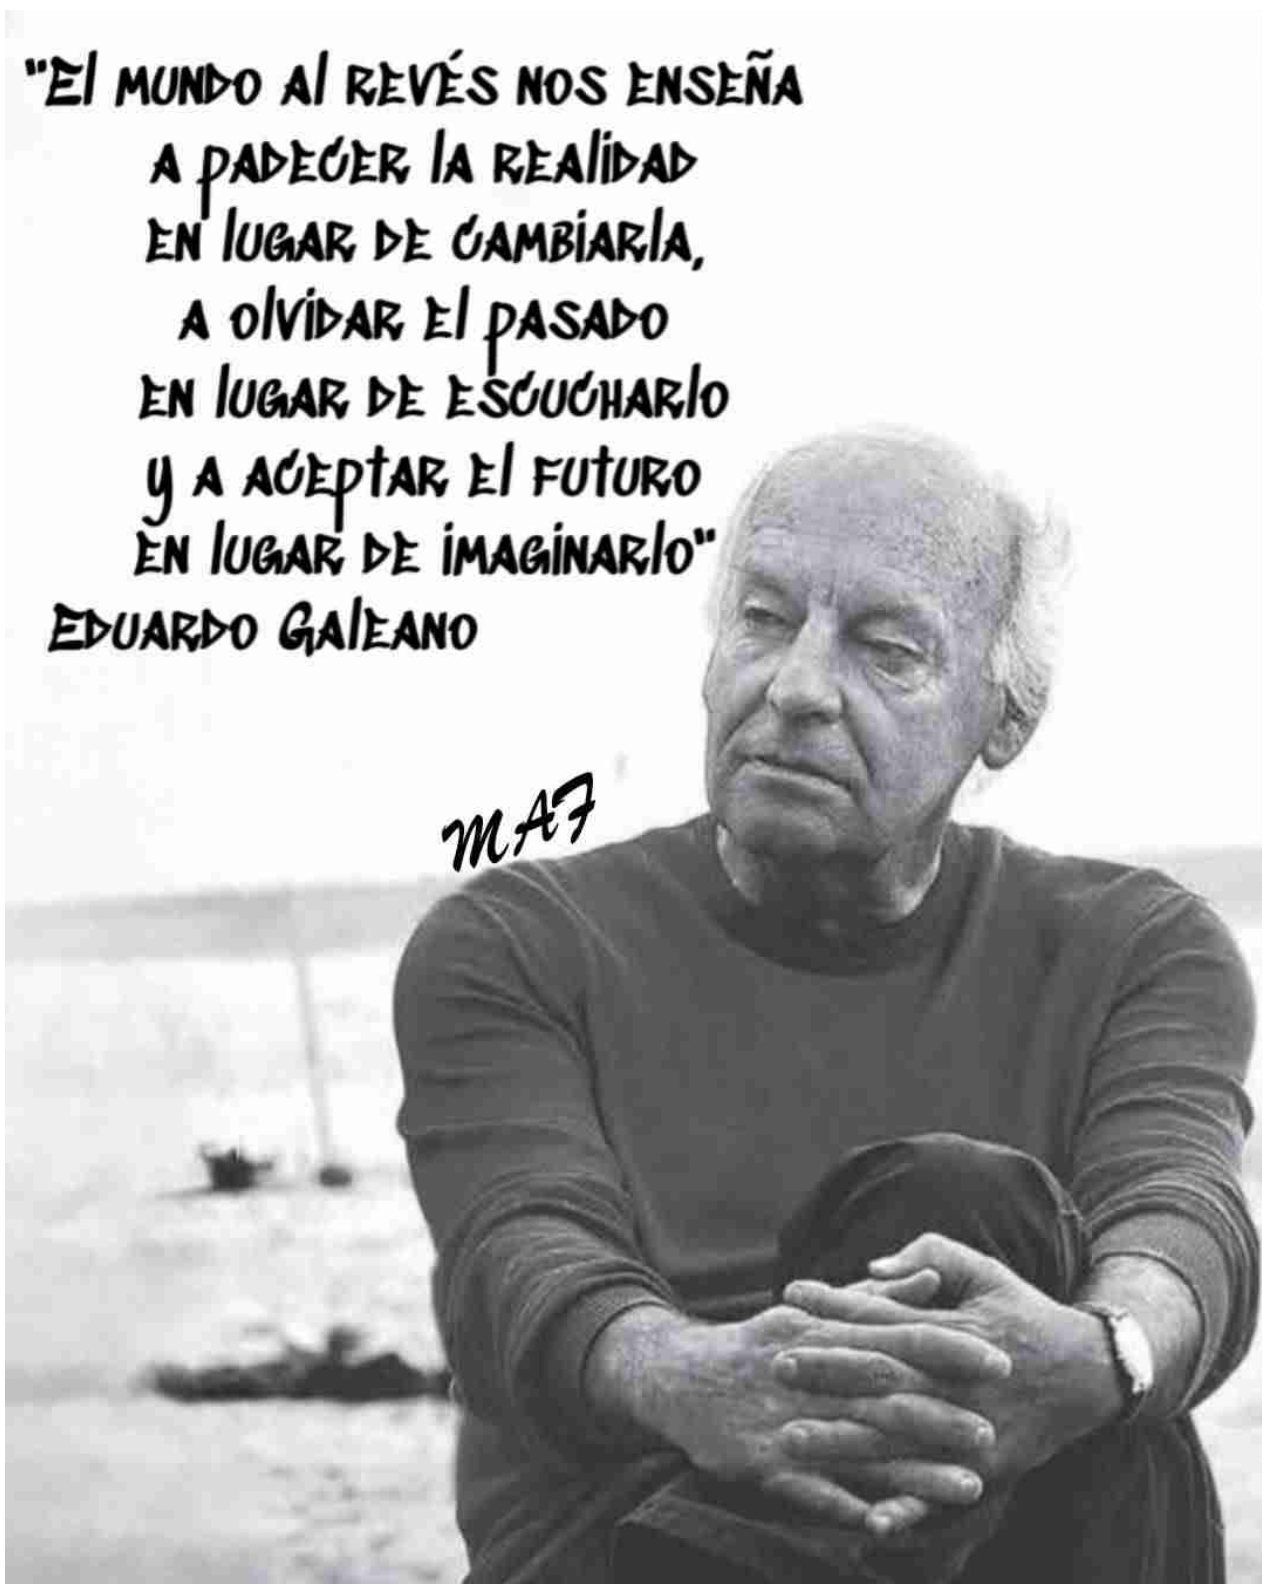 "El mundo al revés nos enseña
a padecer la realidad
en lugar de cambiarla,
a olvidar el pasado
en lugar de escucharlo
y a aceptar el futuro
en lugar de imaginarlo"
Eduardo Galeano
MAF